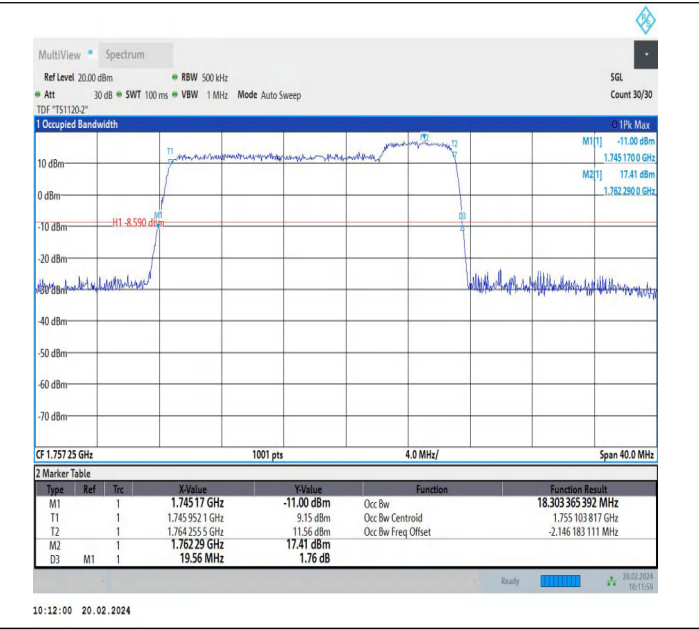 R&S
MultiView Spectrum
Ref Level 20.00 dBm RBW 500 kHz SGL
Att 30 dB SWT 100 ms VBW 1 MHz Mode Auto Sweep Count 30/30
TDF "TS1120-2"
1 Occupied Bandwidth 1Pk Max
M1[1] -11.00 dBm
1.745 170 0 GHz
M2[1] 17.41 dBm
1.762 290 0 GHz
M2
T1 T2
10 dBm
0 dBm
M1 D3
H1 -8.590 dBm
-10 dBm
-20 dBm
-30 dBm
-40 dBm
-50 dBm
-60 dBm
-70 dBm
CF 1.757 25 GHz 1001 pts 4.0 MHz/ Span 40.0 MHz
2 Marker Table
Type Ref Trc X-Value Y-Value Function Function Result
M1 1 1.745 17 GHz -11.00 dBm Occ Bw 18.303 365 392 MHz
T1 1 1.745 952 1 GHz 9.15 dBm Occ Bw Centroid 1.755 103 817 GHz
T2 1 1.764 255 5 GHz 11.56 dBm Occ Bw Freq Offset -2.146 183 111 MHz
M2 1 1.762 29 GHz 17.41 dBm
D3 M1 1 19.56 MHz 1.76 dB
Ready 20.02.2024
10:11:59
10:12:00 20.02.2024